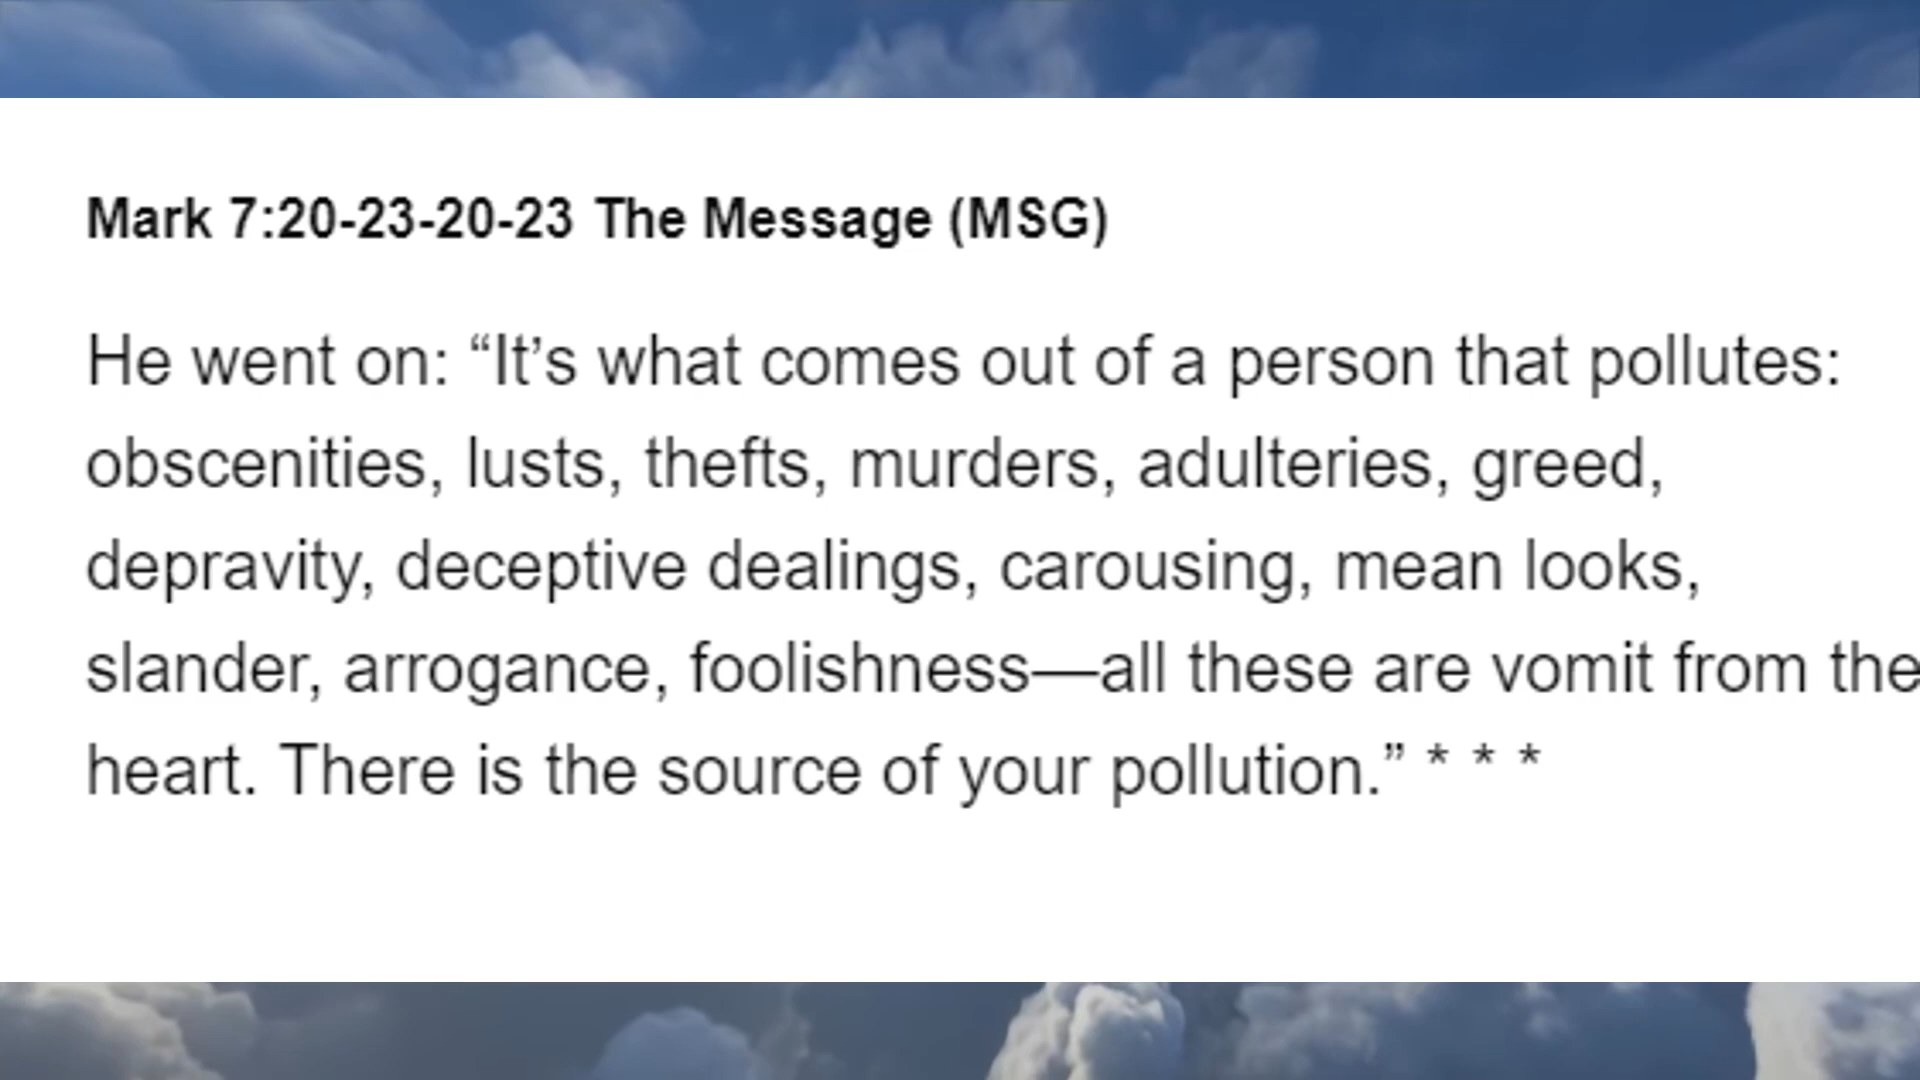 Mark 7:20-23-20-23 The Message (MSG)
He went on: “It’s what comes out of a person that pollutes:
obscenities, lusts, thefts, murders, adulteries, greed,
depravity, deceptive dealings, carousing, mean looks,
slander, arrogance, foolishness—all these are vomit from the
heart. There is the source of your pollution.” * * *